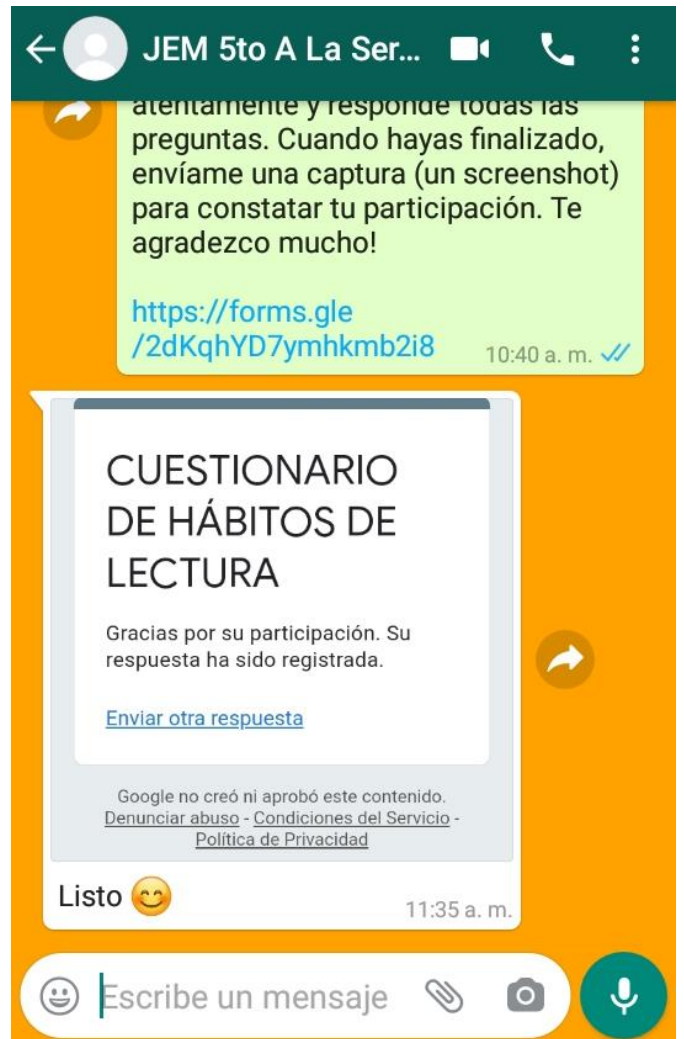 JEM 5to A La Ser...
atentamente y responde todas las
preguntas. Cuando hayas finalizado,
envíame una captura (un screenshot)
para constatar tu participación. Te
agradezco mucho!
https://forms.gle
/2dKqhYD7ymhkmb2i8
10:40 a. m.
CUESTIONARIO
DE HÁBITOS DE
LECTURA
Gracias por su participación. Su
respuesta ha sido registrada.
Enviar otra respuesta
Google no creó ni aprobó este contenido.
Denunciar abuso - Condiciones del Servicio -
Política de Privacidad
Listo 😊
11:35 a. m.
Escribe un mensaje